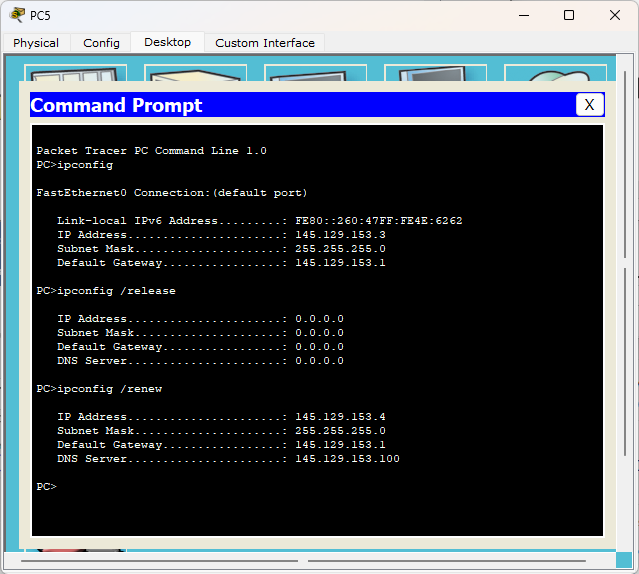 PC5
Physical Config Desktop Custom Interface
Command Prompt X
Packet Tracer PC Command Line 1.0
PC>ipconfig
FastEthernet0 Connection:(default port)
Link-local IPv6 Address.........: FE80::260:47FF:FE4E:6262
IP Address......................: 145.129.153.3
Subnet Mask.....................: 255.255.255.0
Default Gateway.................: 145.129.153.1
PC>ipconfig /release
IP Address......................: 0.0.0.0
Subnet Mask.....................: 0.0.0.0
Default Gateway.................: 0.0.0.0
DNS Server......................: 0.0.0.0
PC>ipconfig /renew
IP Address......................: 145.129.153.4
Subnet Mask.....................: 255.255.255.0
Default Gateway.................: 145.129.153.1
DNS Server......................: 145.129.153.100
PC>